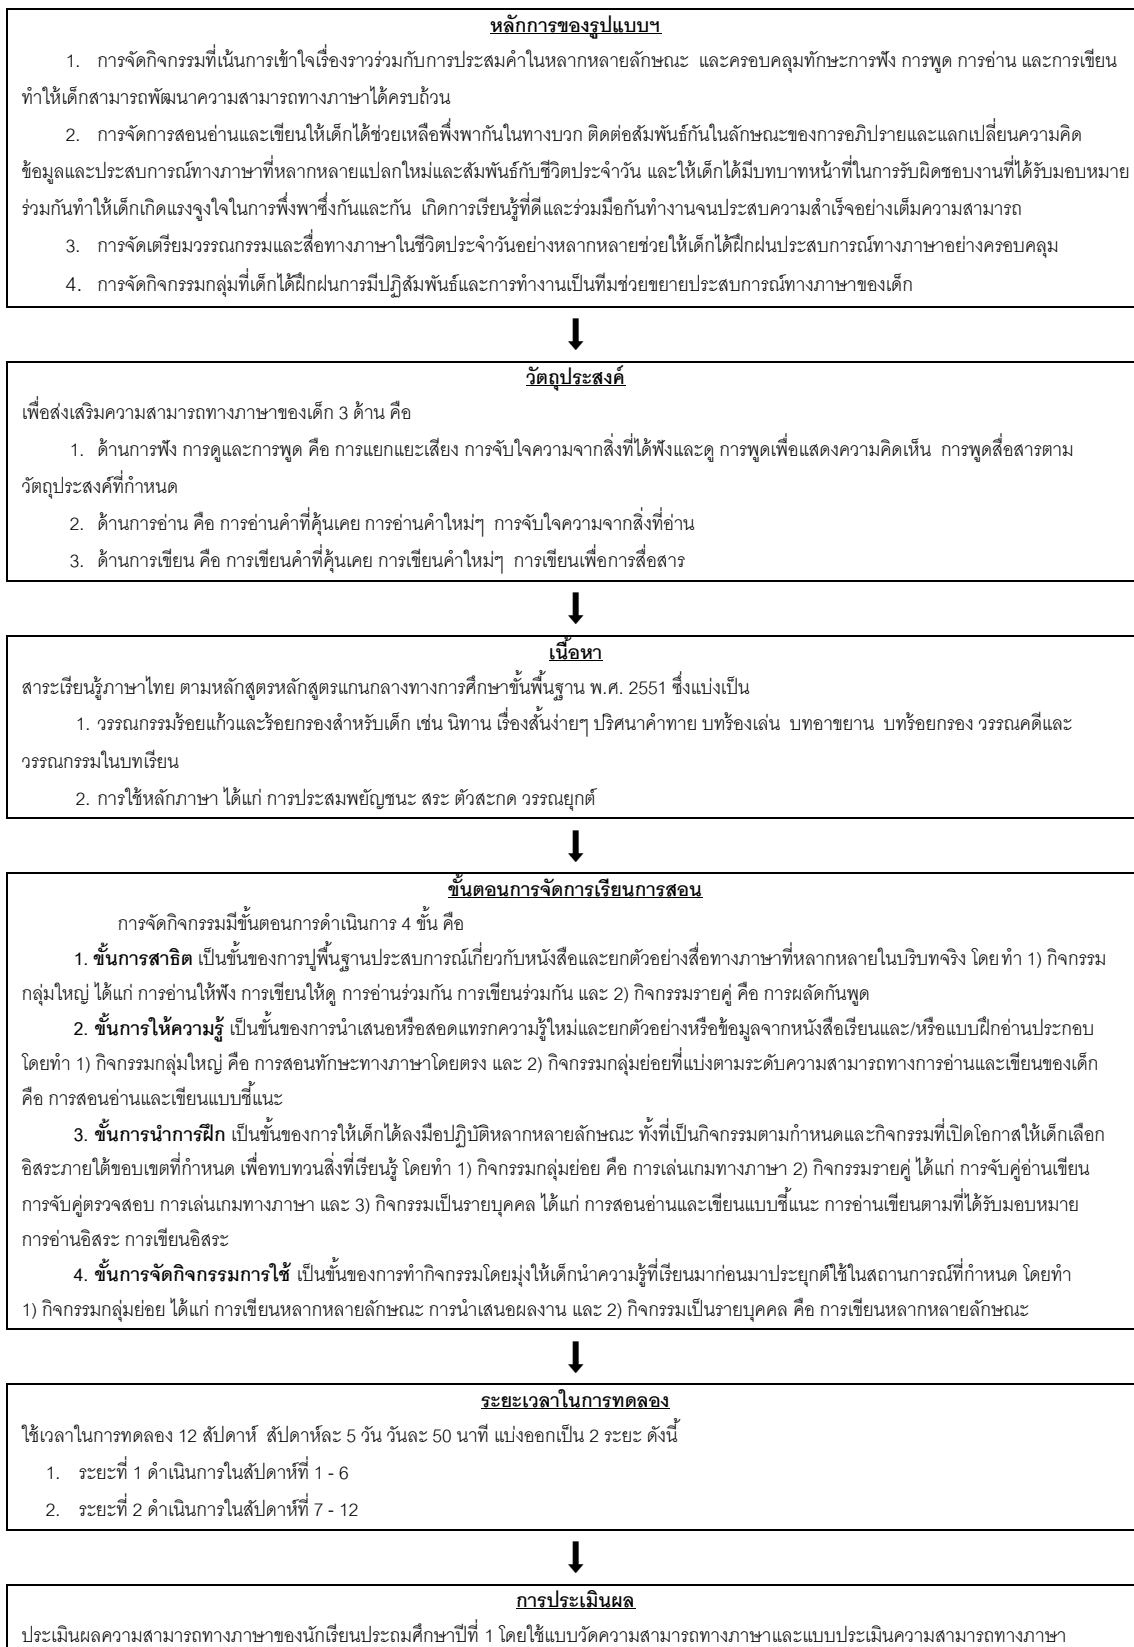 หลักการของรูปแบบฯ
1. การจัดกิจกรรมที่เน้นการเข้าใจเรื่องราวร่วมกับการประสมคำในหลากหลายลักษณะ และครอบคลุมทักษะการฟัง การพูด การอ่าน และการเขียน
ทำให้เด็กสามารถพัฒนาความสามารถทางภาษาได้ครบถ้วน
2. การจัดการสอนอ่านและเขียนให้เด็กได้ช่วยเหลือพึ่งพากันในทางบวก ติดต่อสัมพันธ์กันในลักษณะของการอภิปรายและแลกเปลี่ยนความคิด
ข้อมูลและประสบการณ์ทางภาษาที่หลากหลายแปลกใหม่และสัมพันธ์กับชีวิตประจำวัน และให้เด็กได้มีบทบาทหน้าที่ในการรับผิดชอบงานที่ได้รับมอบหมาย
ร่วมกันทำให้เด็กเกิดแรงจูงใจในการพึ่งพาซึ่งกันและกัน เกิดการเรียนรู้ที่ดีและร่วมมือกันทำงานจนประสบความสำเร็จอย่างเต็มความสามารถ
3. การจัดเตรียมวรรณกรรมและสื่อทางภาษาในชีวิตประจำวันอย่างหลากหลายช่วยให้เด็กได้ฝึกฝนประสบการณ์ทางภาษาอย่างครอบคลุม
4. การจัดกิจกรรมกลุ่มที่เด็กได้ฝึกฝนการมีปฏิสัมพันธ์และการทำงานเป็นทีมช่วยขยายประสบการณ์ทางภาษาของเด็ก
วัตถุประสงค์
เพื่อส่งเสริมความสามารถทางภาษาของเด็ก 3 ด้าน คือ
1. ด้านการฟัง การดูและการพูด คือ การแยกแยะเสียง การจับใจความจากสิ่งที่ได้ฟังและดู การพูดเพื่อแสดงความคิดเห็น การพูดสื่อสารตาม
วัตถุประสงค์ที่กำหนด
2. ด้านการอ่าน คือ การอ่านคำที่คุ้นเคย การอ่านคำใหม่ๆ การจับใจความจากสิ่งที่อ่าน
3. ด้านการเขียน คือ การเขียนคำที่คุ้นเคย การเขียนคำใหม่ๆ การเขียนเพื่อการสื่อสาร
เนื้อหา
สาระเรียนรู้ภาษาไทย ตามหลักสูตรหลักสูตรแกนกลางทางการศึกษาขั้นพื้นฐาน พ.ศ. 2551 ซึ่งแบ่งเป็น
1. วรรณกรรมร้อยแก้วและร้อยกรองสำหรับเด็ก เช่น นิทาน เรื่องสั้นง่ายๆ ปริศนาคำทาย บทร้องเล่น บทอาขยาน บทร้อยกรอง วรรณคดีและ
วรรณกรรมในบทเรียน
2. การใช้หลักภาษา ได้แก่ การประสมพยัญชนะ สระ ตัวสะกด วรรณยุกต์
ขั้นตอนการจัดการเรียนการสอน
การจัดกิจกรรมมีขั้นตอนการดำเนินการ 4 ขั้น คือ
1. ขั้นการสาธิต เป็นขั้นของการปูพื้นฐานประสบการณ์เกี่ยวกับหนังสือและยกตัวอย่างสื่อทางภาษาที่หลากหลายในบริบทจริง โดยทำ 1) กิจกรรม
กลุ่มใหญ่ ได้แก่ การอ่านให้ฟัง การเขียนให้ดู การอ่านร่วมกัน การเขียนร่วมกัน และ 2) กิจกรรมรายคู่ คือ การผลัดกันพูด
2. ขั้นการให้ความรู้ เป็นขั้นของการนำเสนอหรือสอดแทรกความรู้ใหม่และยกตัวอย่างหรือข้อมูลจากหนังสือเรียนและ/หรือแบบฝึกอ่านประกอบ
โดยทำ 1) กิจกรรมกลุ่มใหญ่ คือ การสอนทักษะทางภาษาโดยตรง และ 2) กิจกรรมกลุ่มย่อยที่แบ่งตามระดับความสามารถทางการอ่านและเขียนของเด็ก
คือ การสอนอ่านและเขียนแบบชี้แนะ
3. ขั้นการนำการฝึก เป็นขั้นของการให้เด็กได้ลงมือปฏิบัติหลากหลายลักษณะ ทั้งที่เป็นกิจกรรมตามกำหนดและกิจกรรมที่เปิดโอกาสให้เด็กเลือก
อิสระภายใต้ขอบเขตที่กำหนด เพื่อทบทวนสิ่งที่เรียนรู้ โดยทำ 1) กิจกรรมกลุ่มย่อย คือ การเล่นเกมทางภาษา 2) กิจกรรมรายคู่ ได้แก่ การจับคู่อ่านเขียน
การจับคู่ตรวจสอบ การเล่นเกมทางภาษา และ 3) กิจกรรมเป็นรายบุคคล ได้แก่ การสอนอ่านและเขียนแบบชี้แนะ การอ่านเขียนตามที่ได้รับมอบหมาย
การอ่านอิสระ การเขียนอิสระ
4. ขั้นการจัดกิจกรรมการใช้ เป็นขั้นของการทำกิจกรรมโดยมุ่งให้เด็กนำความรู้ที่เรียนมาก่อนมาประยุกต์ใช้ในสถานการณ์ที่กำหนด โดยทำ
1) กิจกรรมกลุ่มย่อย ได้แก่ การเขียนหลากหลายลักษณะ การนำเสนอผลงาน และ 2) กิจกรรมเป็นรายบุคคล คือ การเขียนหลากหลายลักษณะ
ระยะเวลาในการทดลอง
ใช้เวลาในการทดลอง 12 สัปดาห์ สัปดาห์ละ 5 วัน วันละ 50 นาที แบ่งออกเป็น 2 ระยะ ดังนี้
1. ระยะที่ 1 ดำเนินการในสัปดาห์ที่ 1 - 6
2. ระยะที่ 2 ดำเนินการในสัปดาห์ที่ 7 - 12
การประเมินผล
ประเมินผลความสามารถทางภาษาของนักเรียนประถมศึกษาปีที่ 1 โดยใช้แบบวัดความสามารถทางภาษาและแบบประเมินความสามารถทางภาษา